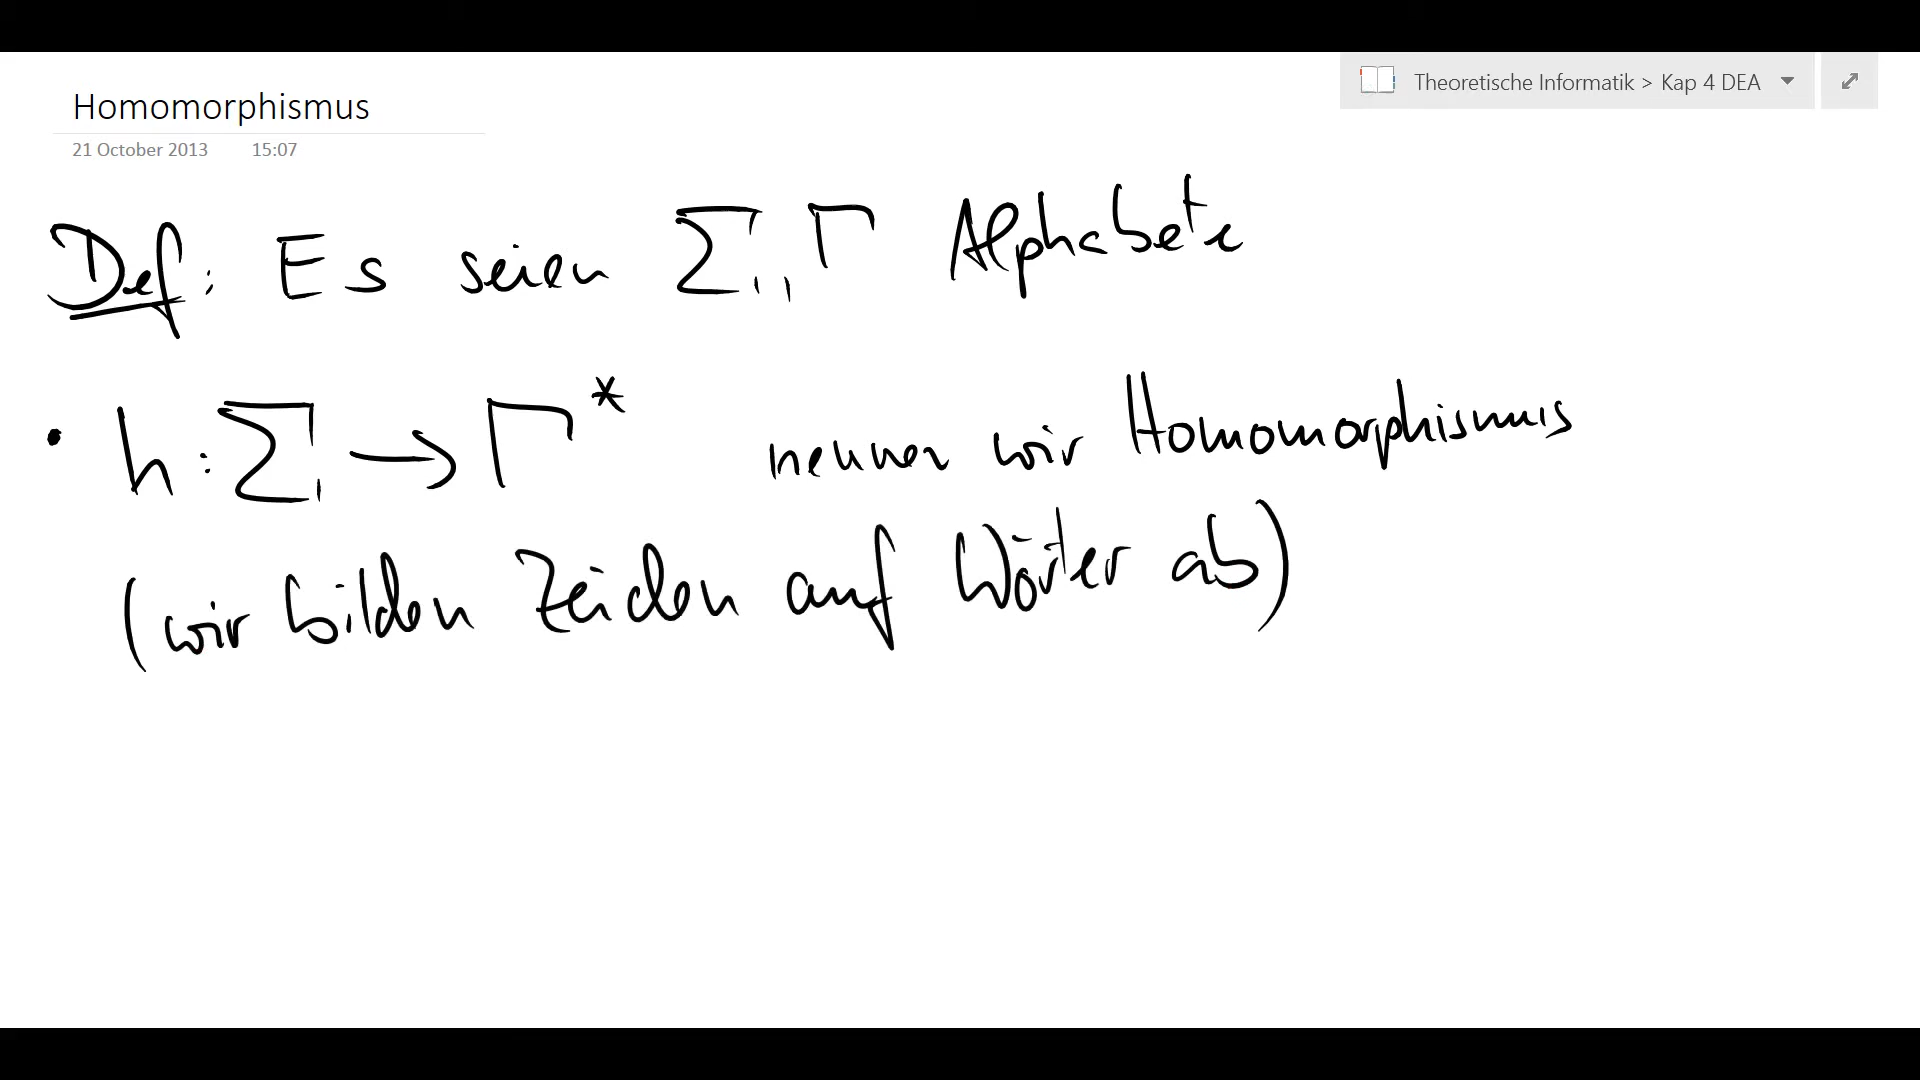 Theoretische Informatik > Kap 4 DEA
Homomorphismus
21 October 2013 15:07
Def: Es seien Σ, Γ Alphabete
• h: Σ → Γ* nennen wir Homomorphismus
(wir bilden Zeichen auf Wörter ab)